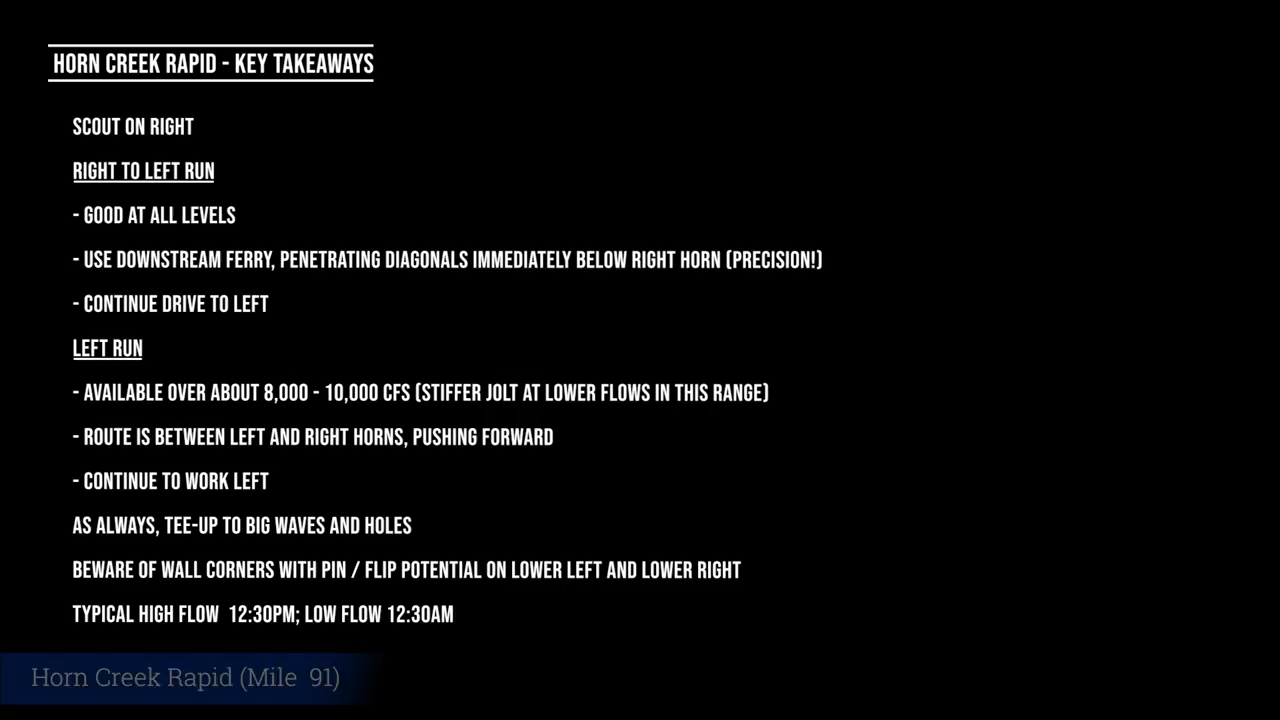 HORN CREEK RAPID - KEY TAKEAWAYS
SCOUT ON RIGHT
RIGHT TO LEFT RUN
- GOOD AT ALL LEVELS
- USE DOWNSTREAM FERRY, PENETRATING DIAGONALS IMMEDIATELY BELOW RIGHT HORN (PRECISION!)
- CONTINUE DRIVE TO LEFT
LEFT RUN
- AVAILABLE OVER ABOUT 8,000 - 10,000 CFS (STIFFER JOLT AT LOWER FLOWS IN THIS RANGE)
- ROUTE IS BETWEEN LEFT AND RIGHT HORNS, PUSHING FORWARD
- CONTINUE TO WORK LEFT
AS ALWAYS, TEE-UP TO BIG WAVES AND HOLES
BEWARE OF WALL CORNERS WITH PIN / FLIP POTENTIAL ON LOWER LEFT AND LOWER RIGHT
TYPICAL HIGH FLOW 12:30PM; LOW FLOW 12:30AM
Horn Creek Rapid (Mile 91)